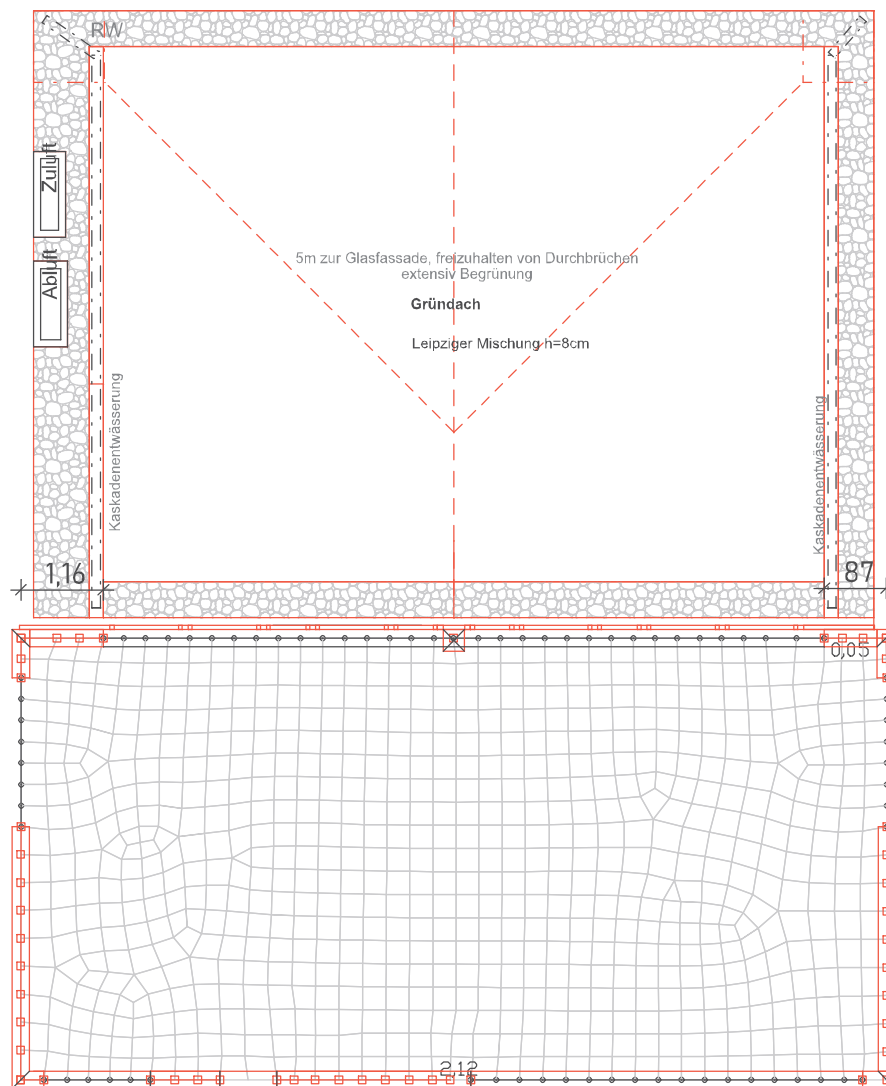 RW
Zuluft
Abluft
5m zur Glasfassade, freizuhalten von Durchbrüchen
extensiv Begrünung
Gründach
Leipziger Mischung h=8cm
Kaskadenentwässerung
Kaskadenentwässerung
1,16
87
0,05
2,12